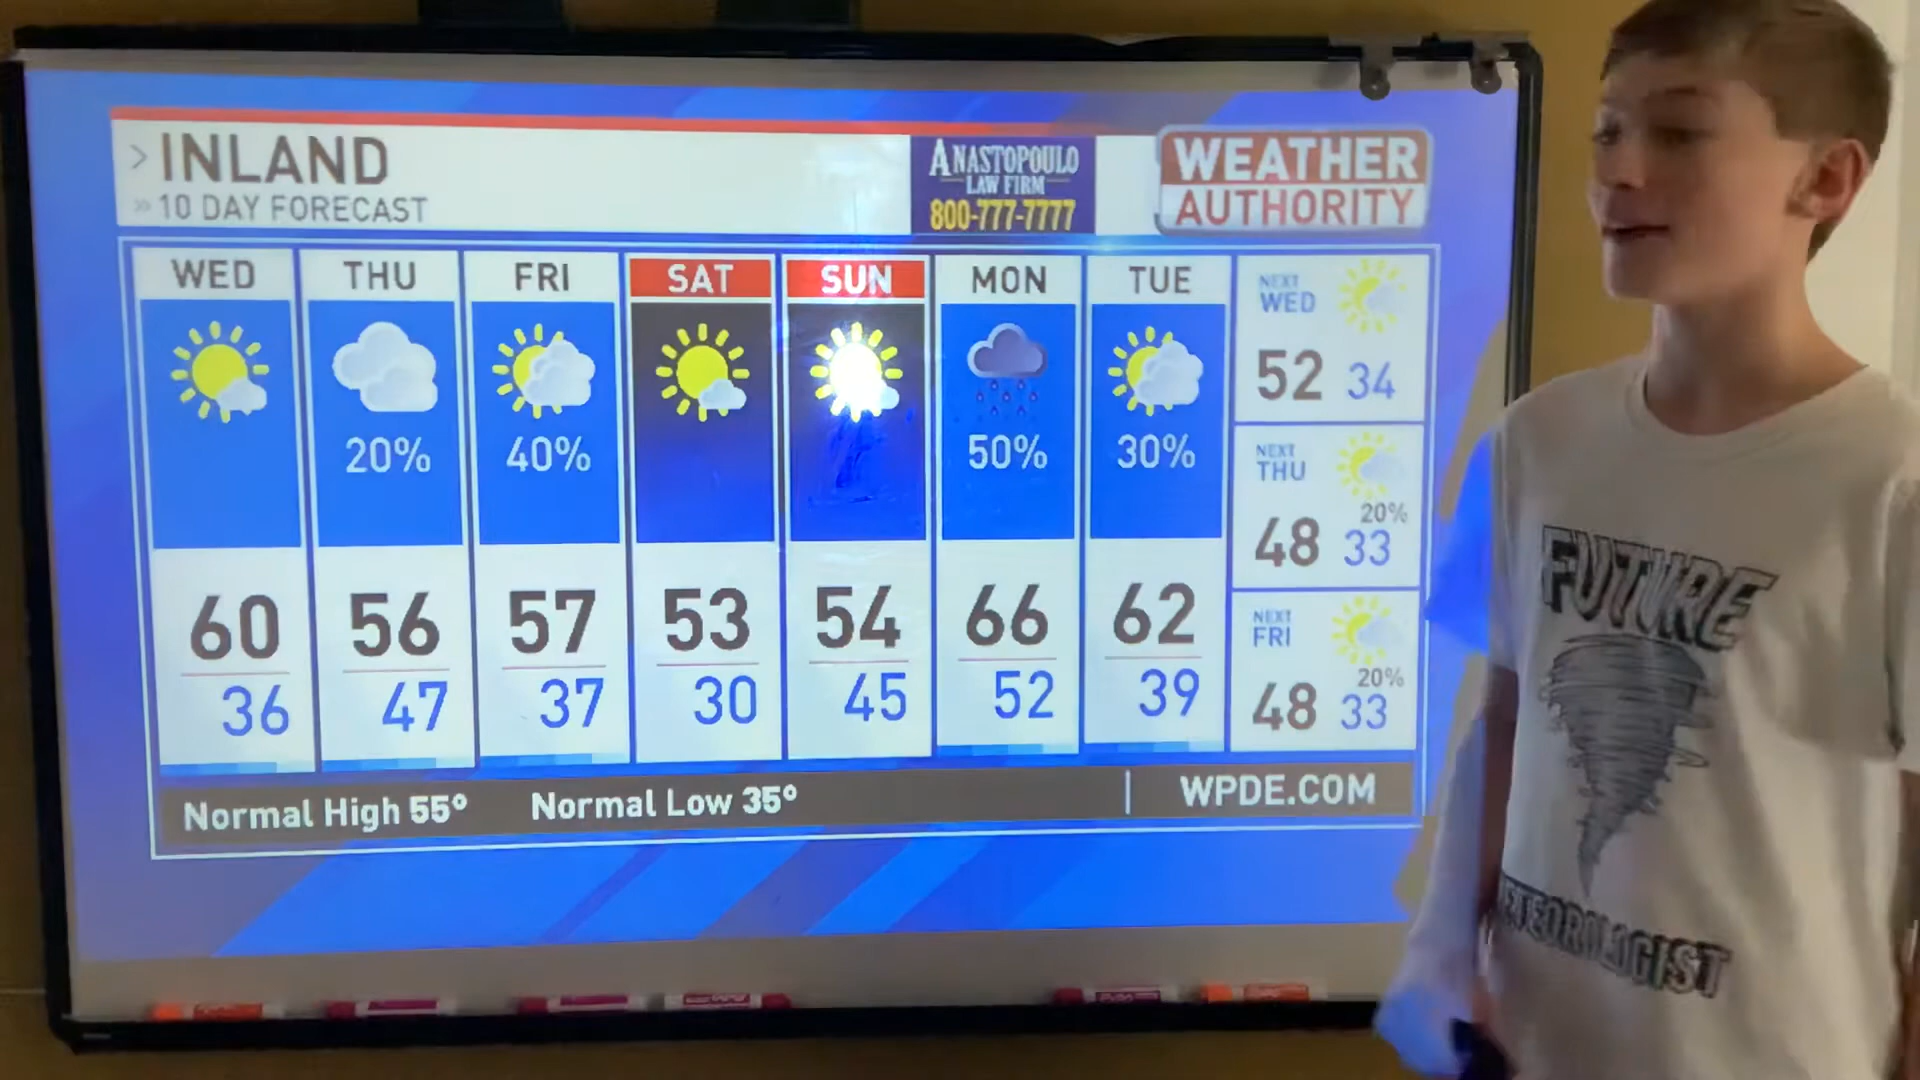 > INLAND
» 10 DAY FORECAST
ANASTOPOULO
LAW FIRM
800-777-7777
WEATHER
AUTHORITY
WED THU FRI SAT SUN MON TUE
20% 40% 50% 30%
60 56 57 53 54 66 62
36 47 37 30 45 52 39
NEXT
WED
52 34
NEXT
THU
20%
48 33
NEXT
FRI
20%
48 33
Normal High 55° Normal Low 35° | WPDE.COM
FUTURE
METEOROLOGIST